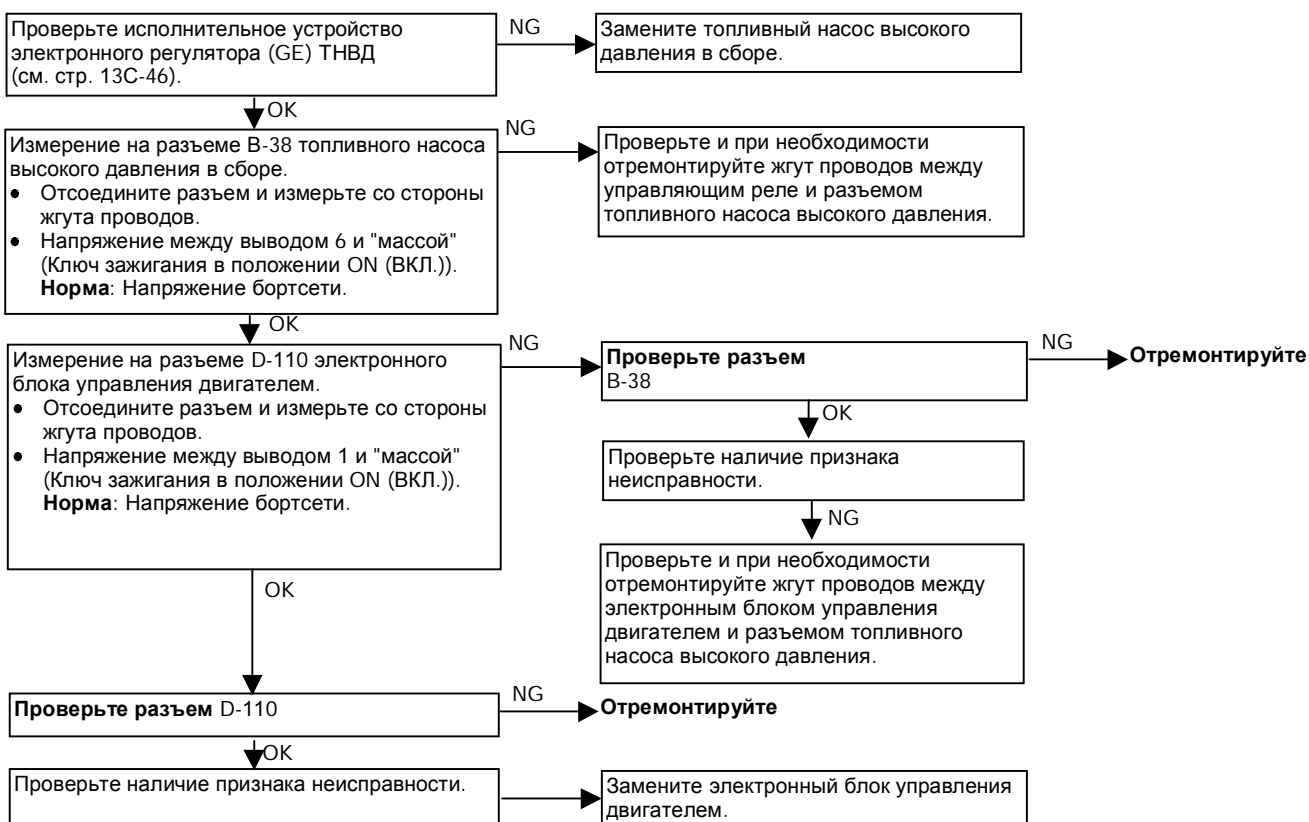 Проверьте исполнительное устройство
электронного регулятора (GE) ТНВД
(см. стр. 13С-46).
NG
Замените топливный насос высокого
давления в сборе.
OK
Измерение на разъеме В-38 топливного насоса
высокого давления в сборе.
• Отсоедините разъем и измерьте со стороны
жгута проводов.
• Напряжение между выводом 6 и "массой"
(Ключ зажигания в положении ON (ВКЛ.)).
Норма: Напряжение бортсети.
NG
Проверьте и при необходимости
отремонтируйте жгут проводов между
управляющим реле и разъемом
топливного насоса высокого давления.
OK
Измерение на разъеме D-110 электронного
блока управления двигателем.
• Отсоедините разъем и измерьте со стороны
жгута проводов.
• Напряжение между выводом 1 и "массой"
(Ключ зажигания в положении ON (ВКЛ.)).
Норма: Напряжение бортсети.
NG
Проверьте разъем
В-38
NG
Отремонтируйте
OK
Проверьте наличие признака
неисправности.
NG
Проверьте и при необходимости
отремонтируйте жгут проводов между
электронным блоком управления
двигателем и разъемом топливного
насоса высокого давления.
OK
Проверьте разъем D-110
NG
Отремонтируйте
OK
Проверьте наличие признака неисправности.
Замените электронный блок управления
двигателем.